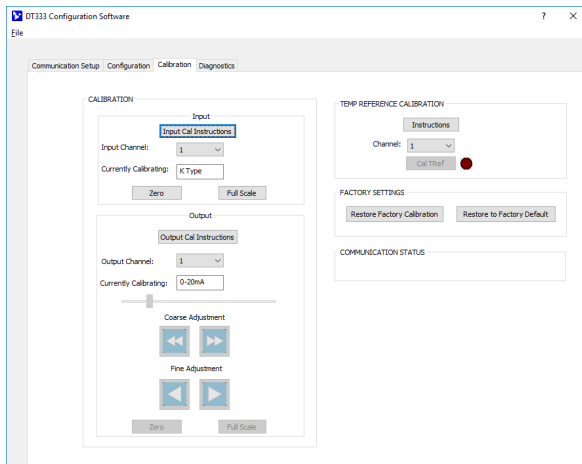 DT333 Configuration Software
? X
File
Communication Setup Configuration Calibration Diagnostics
CALIBRATION
Input
Input Cal Instructions
Input Channel: 1
Currently Calibrating: K Type
Zero Full Scale
Output
Output Cal Instructions
Output Channel: 1
Currently Calibrating: 0-20mA
Coarse Adjustment
Fine Adjustment
Zero Full Scale
TEMP REFERENCE CALIBRATION
Instructions
Channel: 1
Cal TRef
FACTORY SETTINGS
Restore Factory Calibration Restore to Factory Default
COMMUNICATION STATUS